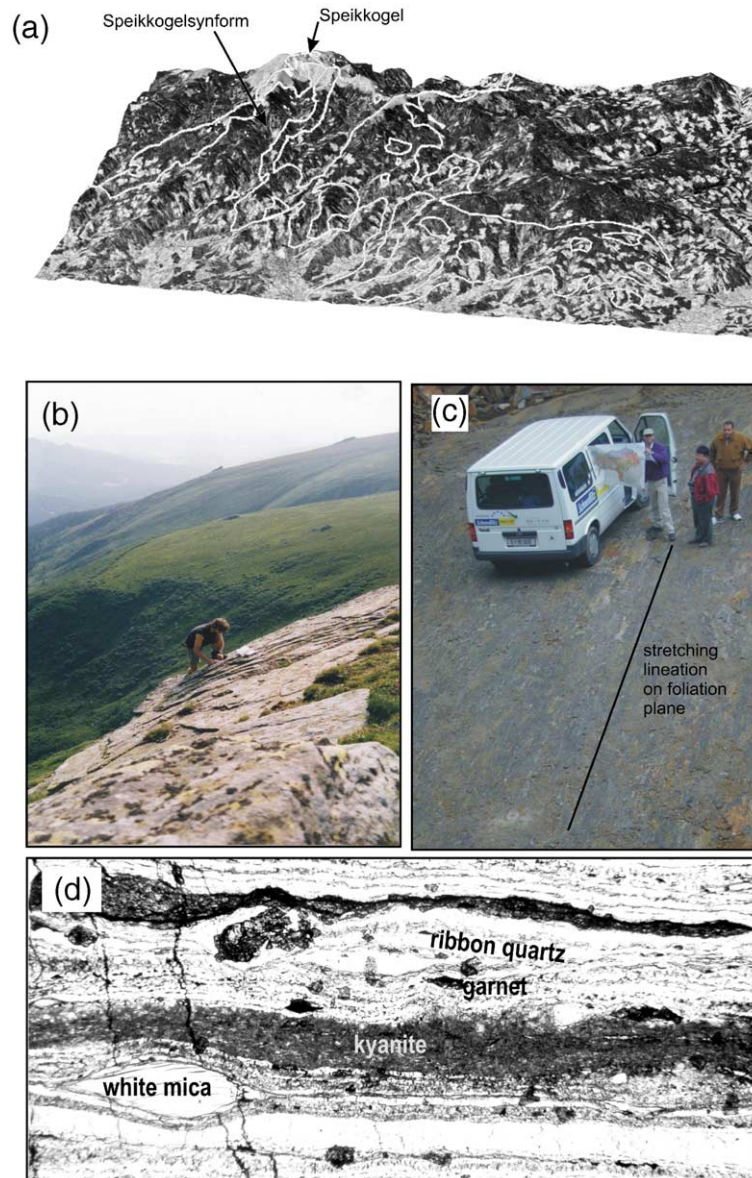 (a)
Speikkogelsynform
Speikkogel
(b)
(c)
stretching
lineation
on foliation
plane
(d)
ribbon quartz
garnet
kyanite
white mica